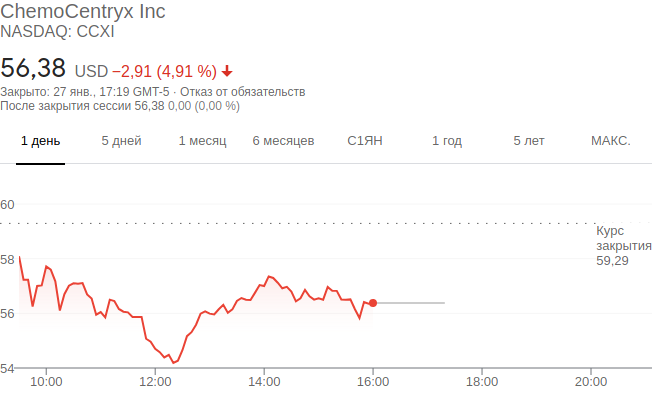 ChemoCentryx Inc
NASDAQ: CCXI
56,38 USD −2,91 (4,91 %)
Закрыто: 27 янв., 17:19 GMT-5 · Отказ от обязательств
После закрытия сессии 56,38 0,00 (0,00 %)
1 день 5 дней 1 месяц 6 месяцев С1ЯН 1 год 5 лет МАКС.
60
Курс
закрытия
59,29
58
56
54
10:00 12:00 14:00 16:00 18:00 20:00